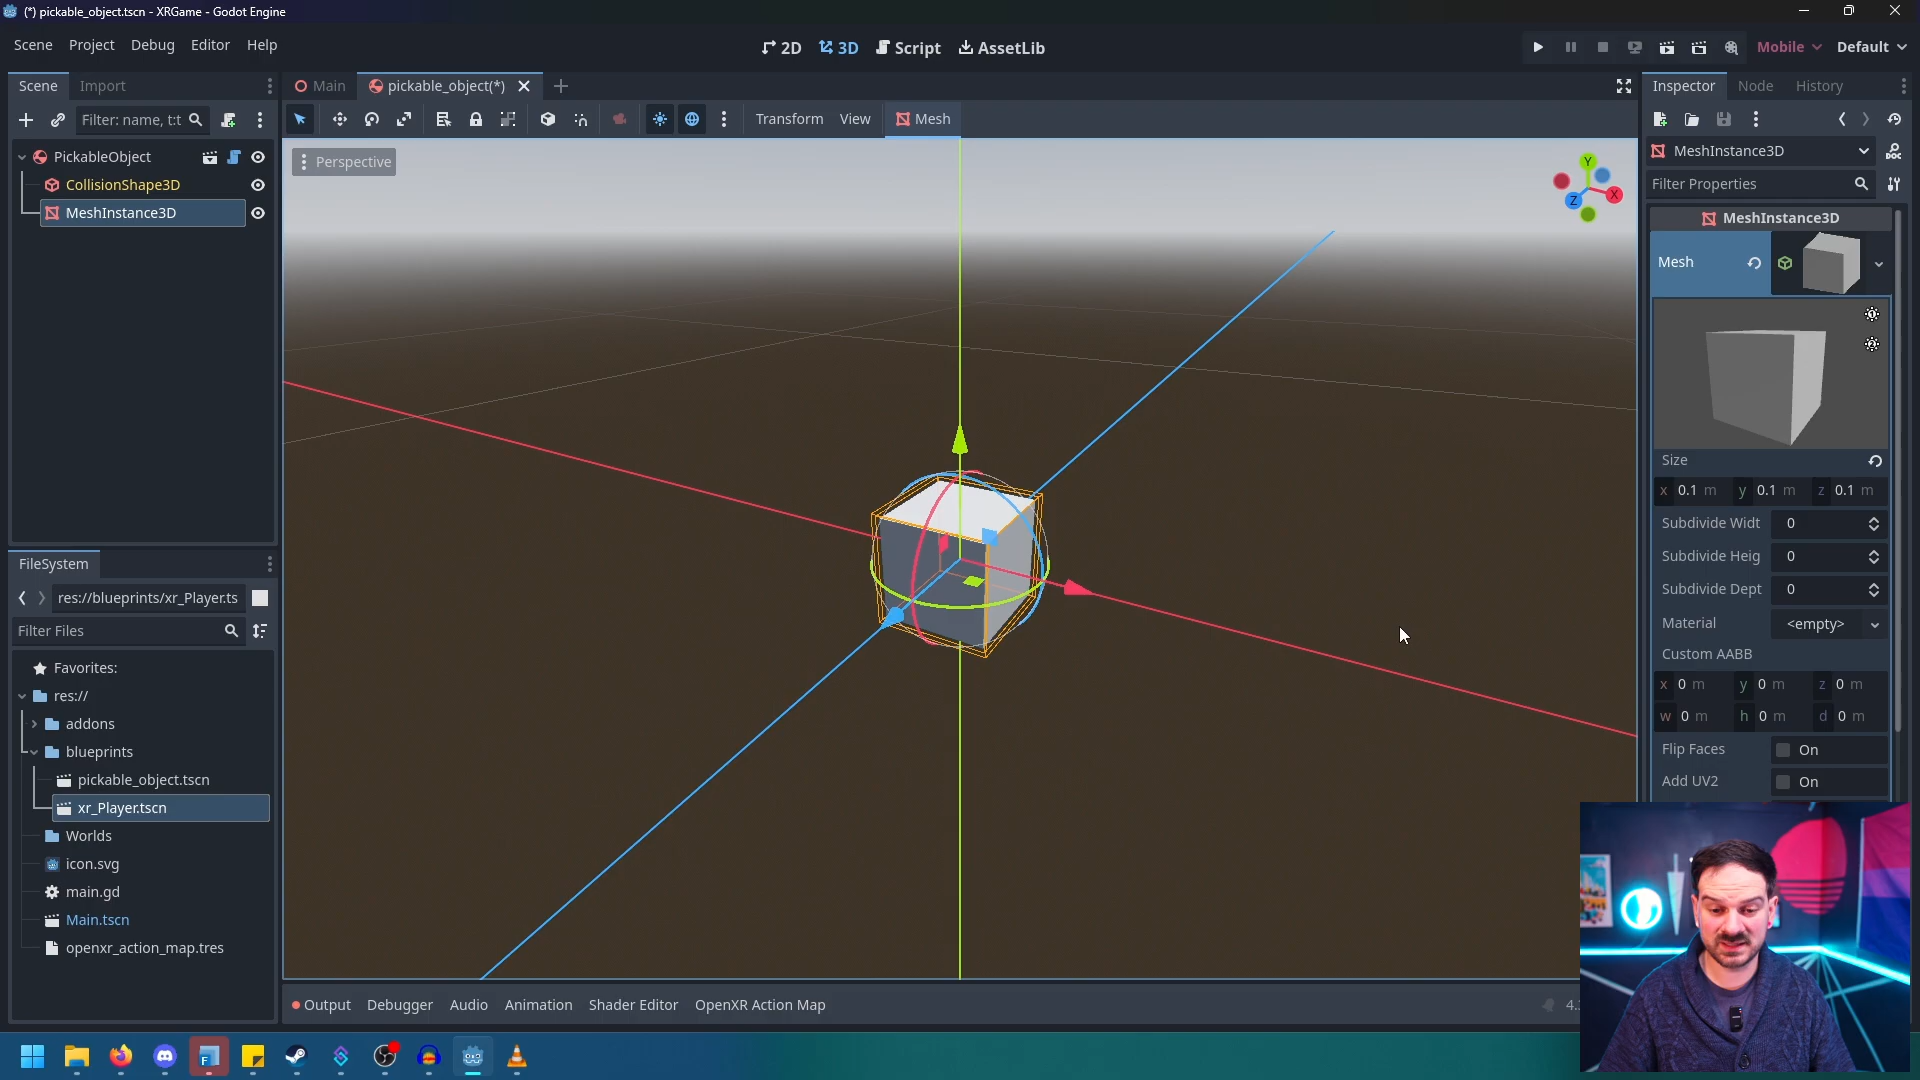 (*) pickable_object.tscn - XRGame - Godot Engine
Scene Project Debug Editor Help
2D 3D Script AssetLib
Mobile Default
Scene Import
Main pickable_object(*)
Inspector Node History
Filter: name, t:t
Transform View Mesh
PickableObject
CollisionShape3D
MeshInstance3D
Perspective
Y
X
Z
MeshInstance3D
DOC
Filter Properties
MeshInstance3D
Mesh
1
2
Size
x 0.1 m y 0.1 m z 0.1 m
Subdivide Widt 0
Subdivide Heig 0
Subdivide Dept 0
Material <empty>
Custom AABB
x 0 m y 0 m z 0 m
w 0 m h 0 m d 0 m
Flip Faces On
Add UV2 On
FileSystem
res://blueprints/xr_Player.ts
Filter Files
Favorites:
res://
addons
blueprints
pickable_object.tscn
xr_Player.tscn
Worlds
icon.svg
main.gd
Main.tscn
openxr_action_map.tres
Output Debugger Audio Animation Shader Editor OpenXR Action Map
4.
F